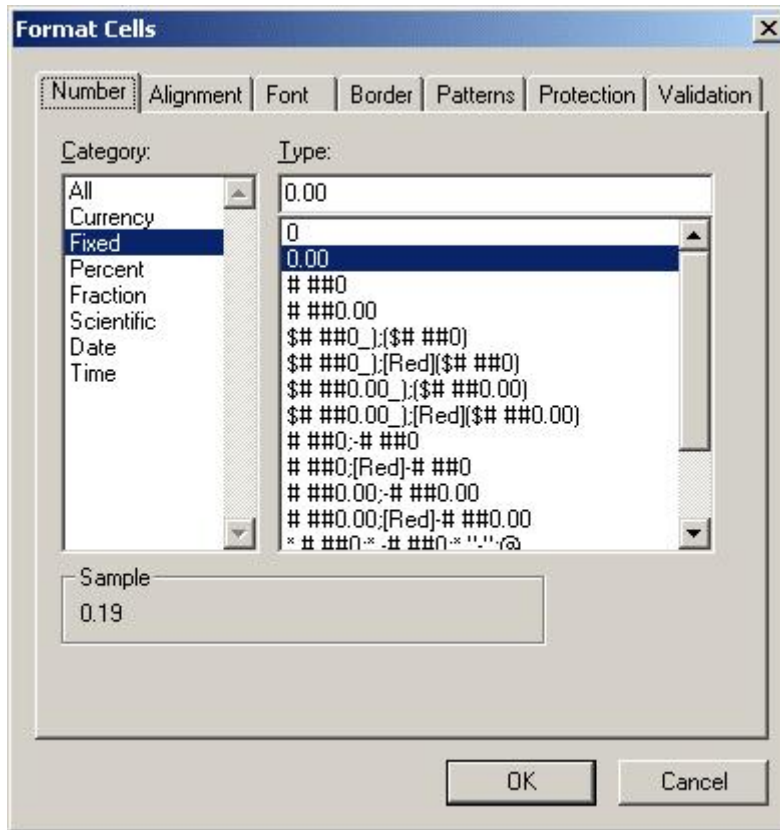 Format Cells
Number Alignment Font Border Patterns Protection Validation
Category:
All
Currency
Fixed
Percent
Fraction
Scientific
Date
Time
Type:
0.00
0
0.00
# ##0
# ##0.00
$# ##0_);($# ##0)
$# ##0_);[Red]($# ##0)
$# ##0.00_);($# ##0.00)
$# ##0.00_);[Red]($# ##0.00)
# ##0;-# ##0
# ##0;[Red]-# ##0
# ##0.00;-# ##0.00
# ##0.00;[Red]-# ##0.00
* # ##0;* -# ##0;* "-";@
Sample
0.19
OK Cancel